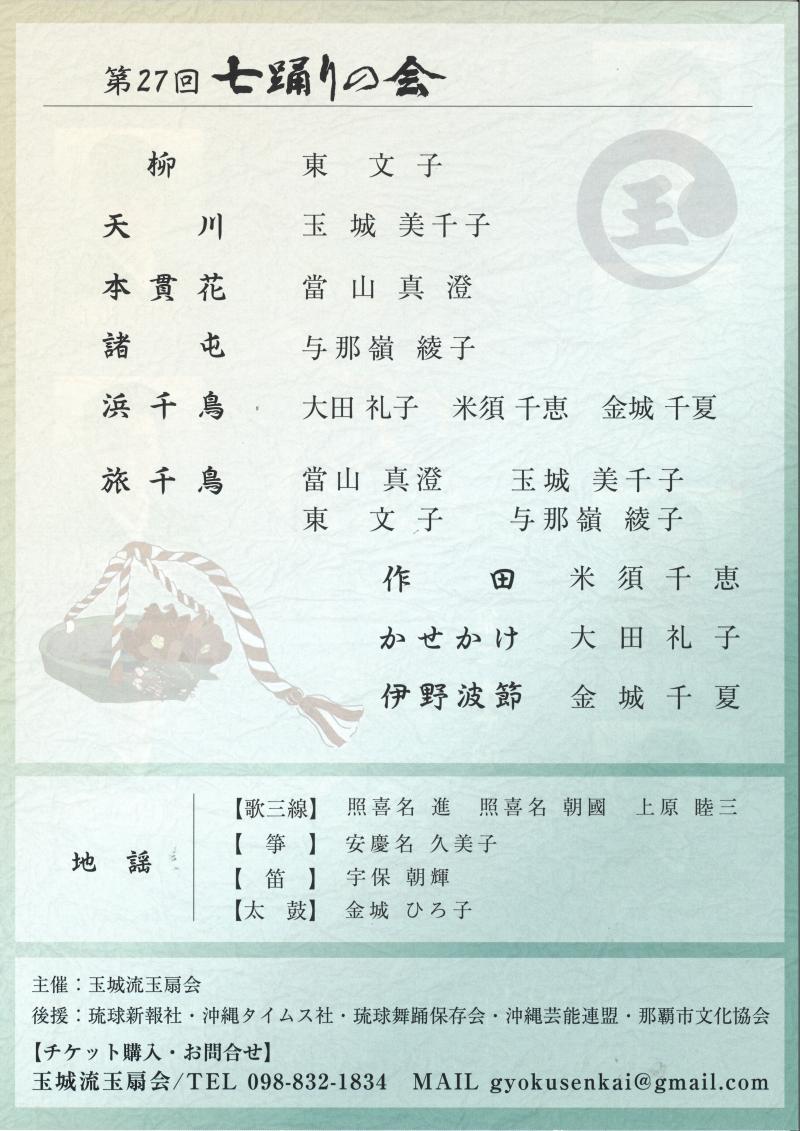 第27回 七踊りの会
玉
柳 東 文子
天川 玉城 美千子
本貫花 當山 真澄
諸屯 与那嶺 綾子
浜千鳥 大田 礼子 米須 千恵 金城 千夏
旅千鳥 當山 真澄 玉城 美千子
東 文子 与那嶺 綾子
作田 米須千恵
かせかけ 大田礼子
伊野波節 金城千夏
地謡
【歌三線】 照喜名 進 照喜名 朝國 上原 睦三
【箏】 安慶名 久美子
【笛】 宇保 朝輝
【太鼓】 金城 ひろ子
主催：玉城流玉扇会
後援：琉球新報社・沖縄タイムス社・琉球舞踊保存会・沖縄芸能連盟・那覇市文化協会
【チケット購入・お問合せ】
玉城流玉扇会/TEL 098-832-1834 MAIL gyokusenkai@gmail.com